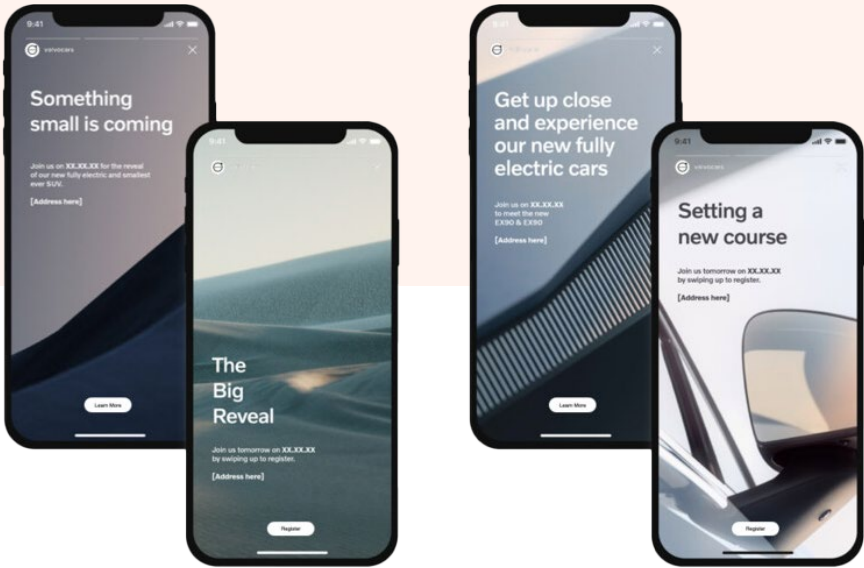 9:41
volvocars
Something
small is coming
Join us on XX.XX.XX for the reveal
of our new fully electric and smallest
ever SUV.
[Address here]
Learn More
9:41
The
Big
Reveal
Join us tomorrow on XX.XX.XX
by swiping up to register.
[Address here]
Register
9:41
Get up close
and experience
our new fully
electric cars
Join us on XX.XX.XX
to meet the new
EX90 & EX90
[Address here]
Learn More
9:41
volvocars
Setting a
new course
Join us tomorrow on XX.XX.XX
by swiping up to register.
[Address here]
Register